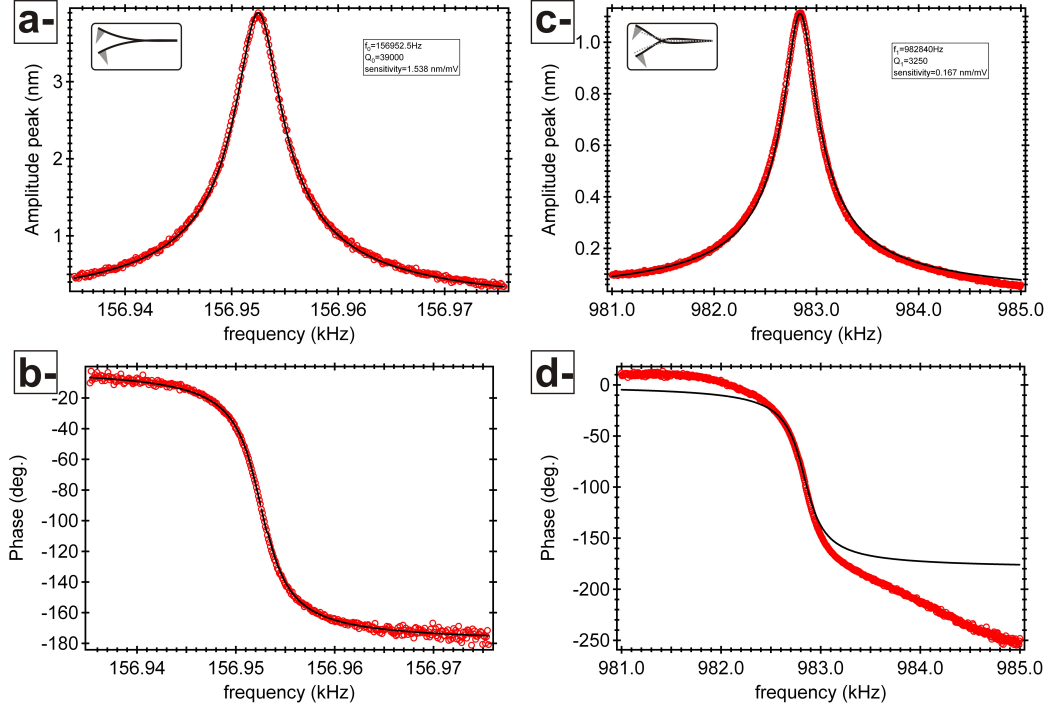 a-
f₀=156952.5Hz
Q₀=39000
sensitivity=1.538 nm/mV
Amplitude peak (nm)
3
2
1
156.94 156.95 156.96 156.97
frequency (kHz)
c-
f₁=982840Hz
Q₁=3250
sensitivity=0.167 nm/mV
Amplitude peak (nm)
1.0
0.8
0.6
0.4
0.2
981.0 982.0 983.0 984.0 985.0
frequency (kHz)
b-
Phase (deg.)
-20
-40
-60
-80
-100
-120
-140
-160
-180
156.94 156.95 156.96 156.97
frequency (kHz)
d-
Phase (deg.)
0
-50
-100
-150
-200
-250
981.0 982.0 983.0 984.0 985.0
frequency (kHz)